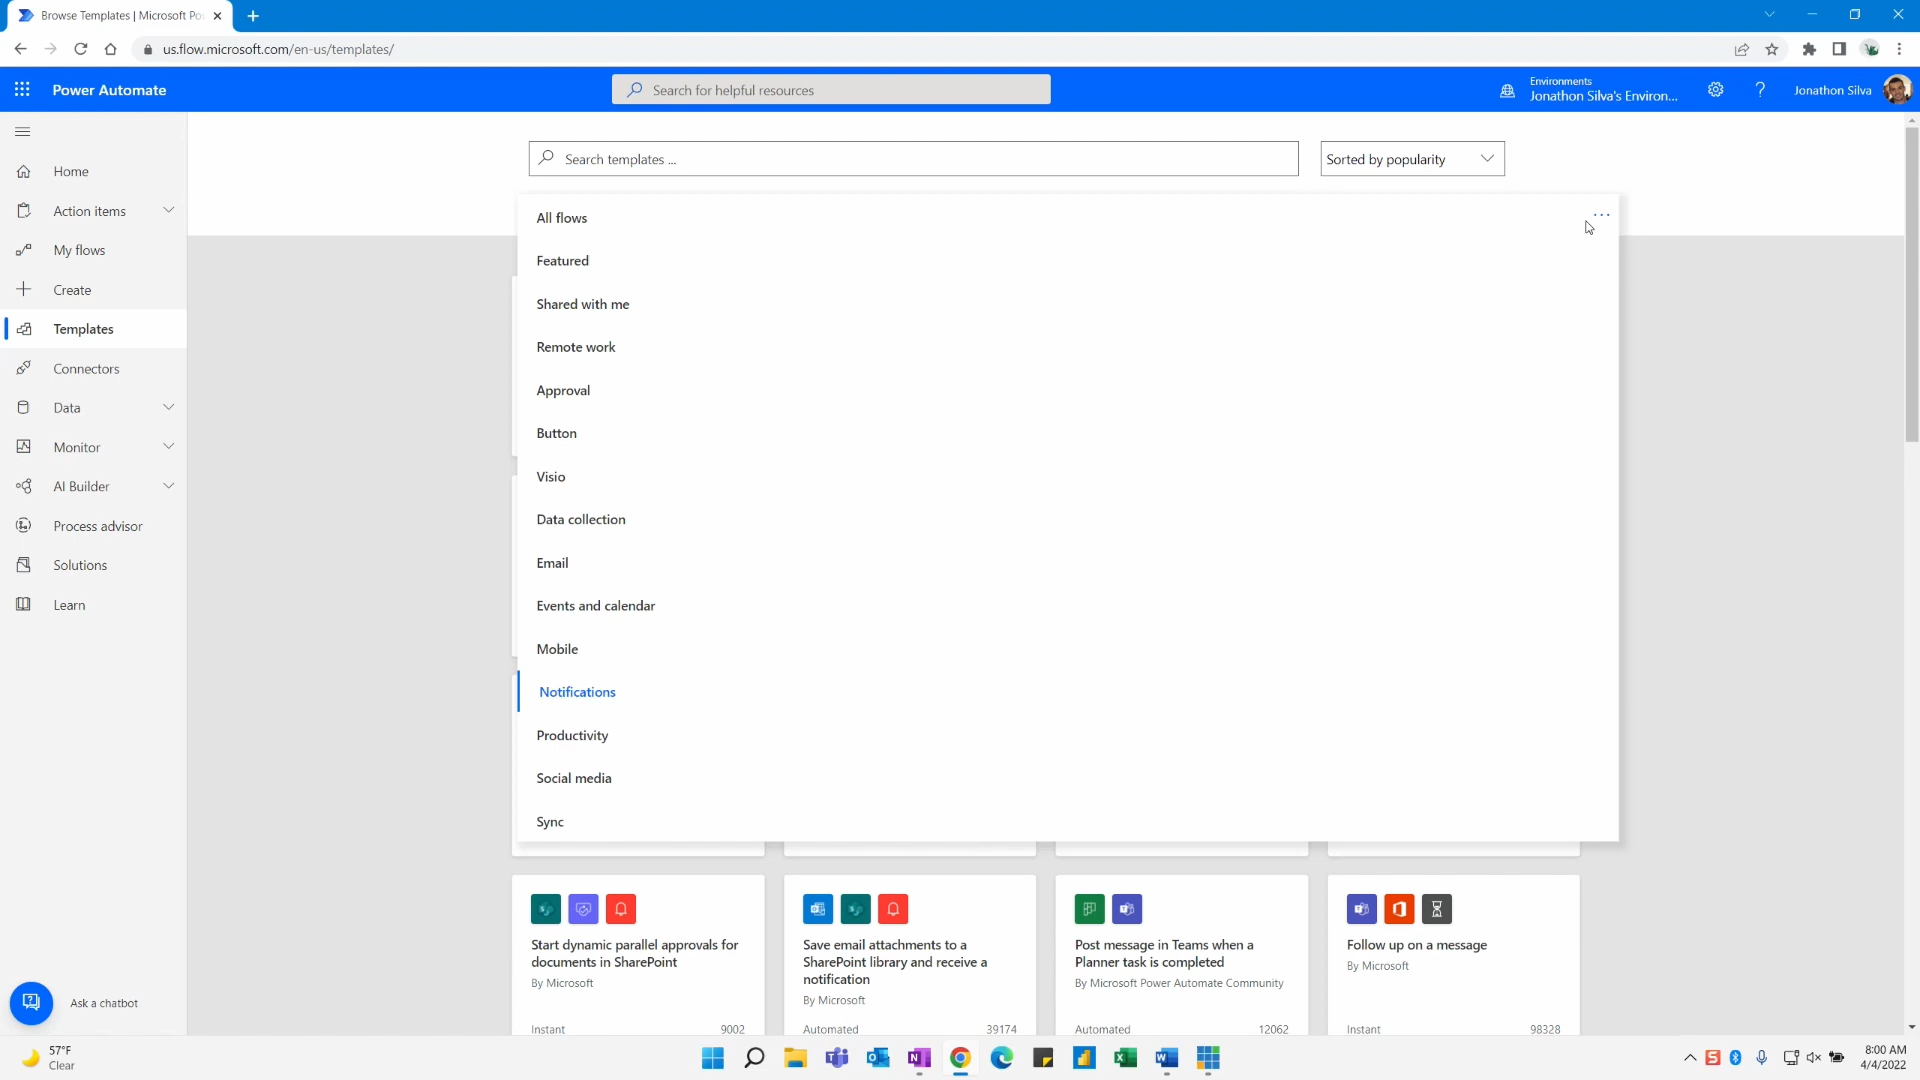 Browse Templates | Microsoft Po
us.flow.microsoft.com/en-us/templates/
Power Automate
Search for helpful resources
Environments
Jonathon Silva's Environ...
Jonathon Silva
Home
Action items
My flows
Create
Templates
Connectors
Data
Monitor
AI Builder
Process advisor
Solutions
Learn
Ask a chatbot
Search templates ...
Sorted by popularity
All flows
Featured
Shared with me
Remote work
Approval
Button
Visio
Data collection
Email
Events and calendar
Mobile
Notifications
Productivity
Social media
Sync
Start dynamic parallel approvals for
documents in SharePoint
By Microsoft
Instant 9002
Save email attachments to a
SharePoint library and receive a
notification
By Microsoft
Automated 39174
Post message in Teams when a
Planner task is completed
By Microsoft Power Automate Community
Automated 12062
Follow up on a message
By Microsoft
Instant 98328
57°F
Clear
8:00 AM
4/4/2022